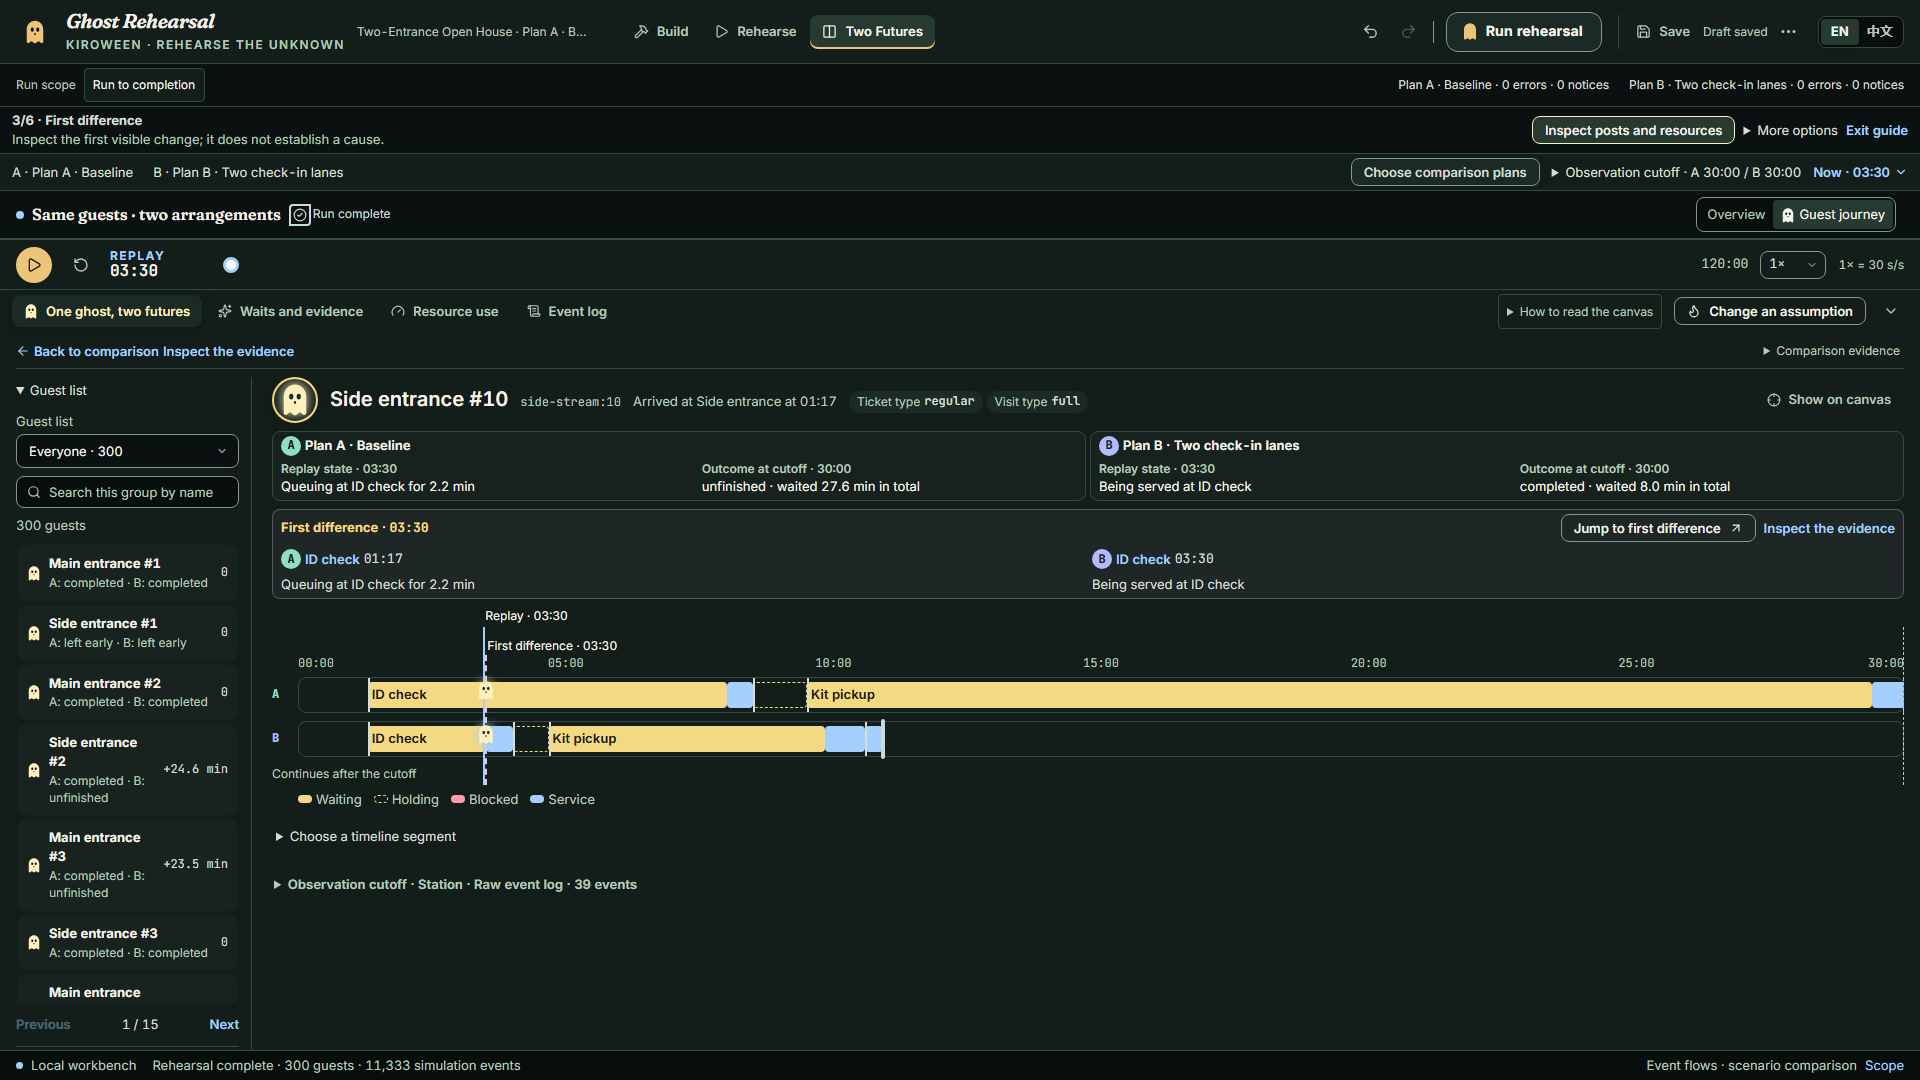 Ghost Rehearsal
KIROWEEN · REHEARSE THE UNKNOWN
Two-Entrance Open House · Plan A · B...
Build
Rehearse
Two Futures
Run rehearsal
Save
Draft saved
EN
中文
Run scope
Run to completion
Plan A · Baseline · 0 errors · 0 notices
Plan B · Two check-in lanes · 0 errors · 0 notices
3/6 · First difference
Inspect the first visible change; it does not establish a cause.
Inspect posts and resources
More options
Exit guide
A · Plan A · Baseline
B · Plan B · Two check-in lanes
Choose comparison plans
Observation cutoff · A 30:00 / B 30:00
Now · 03:30
Same guests · two arrangements
Run complete
Overview
Guest journey
REPLAY
03:30
120:00
1×
1× = 30 s/s
One ghost, two futures
Waits and evidence
Resource use
Event log
How to read the canvas
Change an assumption
Back to comparison
Inspect the evidence
Comparison evidence
Guest list
Guest list
Everyone · 300
Search this group by name
300 guests
Main entrance #1
A: completed · B: completed
0
Side entrance #1
A: left early · B: left early
0
Main entrance #2
A: completed · B: completed
0
Side entrance
#2
A: completed · B:
unfinished
+24.6 min
Main entrance
#3
A: completed · B:
unfinished
+23.5 min
Side entrance #3
A: completed · B: completed
0
Main entrance
Previous
1 / 15
Next
Side entrance #10
side-stream:10
Arrived at Side entrance at 01:17
Ticket type regular
Visit type full
Show on canvas
A Plan A · Baseline
Replay state · 03:30
Queuing at ID check for 2.2 min
Outcome at cutoff · 30:00
unfinished · waited 27.6 min in total
B Plan B · Two check-in lanes
Replay state · 03:30
Being served at ID check
Outcome at cutoff · 30:00
completed · waited 8.0 min in total
First difference · 03:30
Jump to first difference
Inspect the evidence
A ID check 01:17
Queuing at ID check for 2.2 min
B ID check 03:30
Being served at ID check
Replay · 03:30
First difference · 03:30
00:00
05:00
10:00
15:00
20:00
25:00
30:00
A
ID check
Kit pickup
B
ID check
Kit pickup
Continues after the cutoff
Waiting
Holding
Blocked
Service
Choose a timeline segment
Observation cutoff · Station · Raw event log · 39 events
Local workbench
Rehearsal complete · 300 guests · 11,333 simulation events
Event flows · scenario comparison
Scope